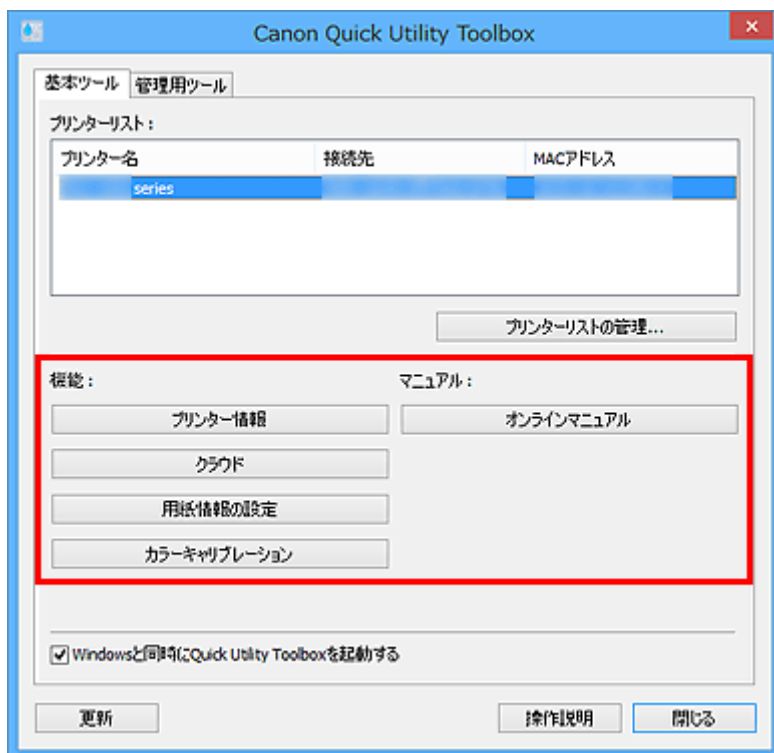 Canon Quick Utility Toolbox
基本ツール 管理用ツール
プリンターリスト：
プリンター名 接続先 MACアドレス
series
プリンターリストの管理...
機能： マニュアル：
プリンター情報 オンラインマニュアル
クラウド
用紙情報の設定
カラーキャリブレーション
Windowsと同時にQuick Utility Toolboxを起動する
更新 操作説明 閉じる